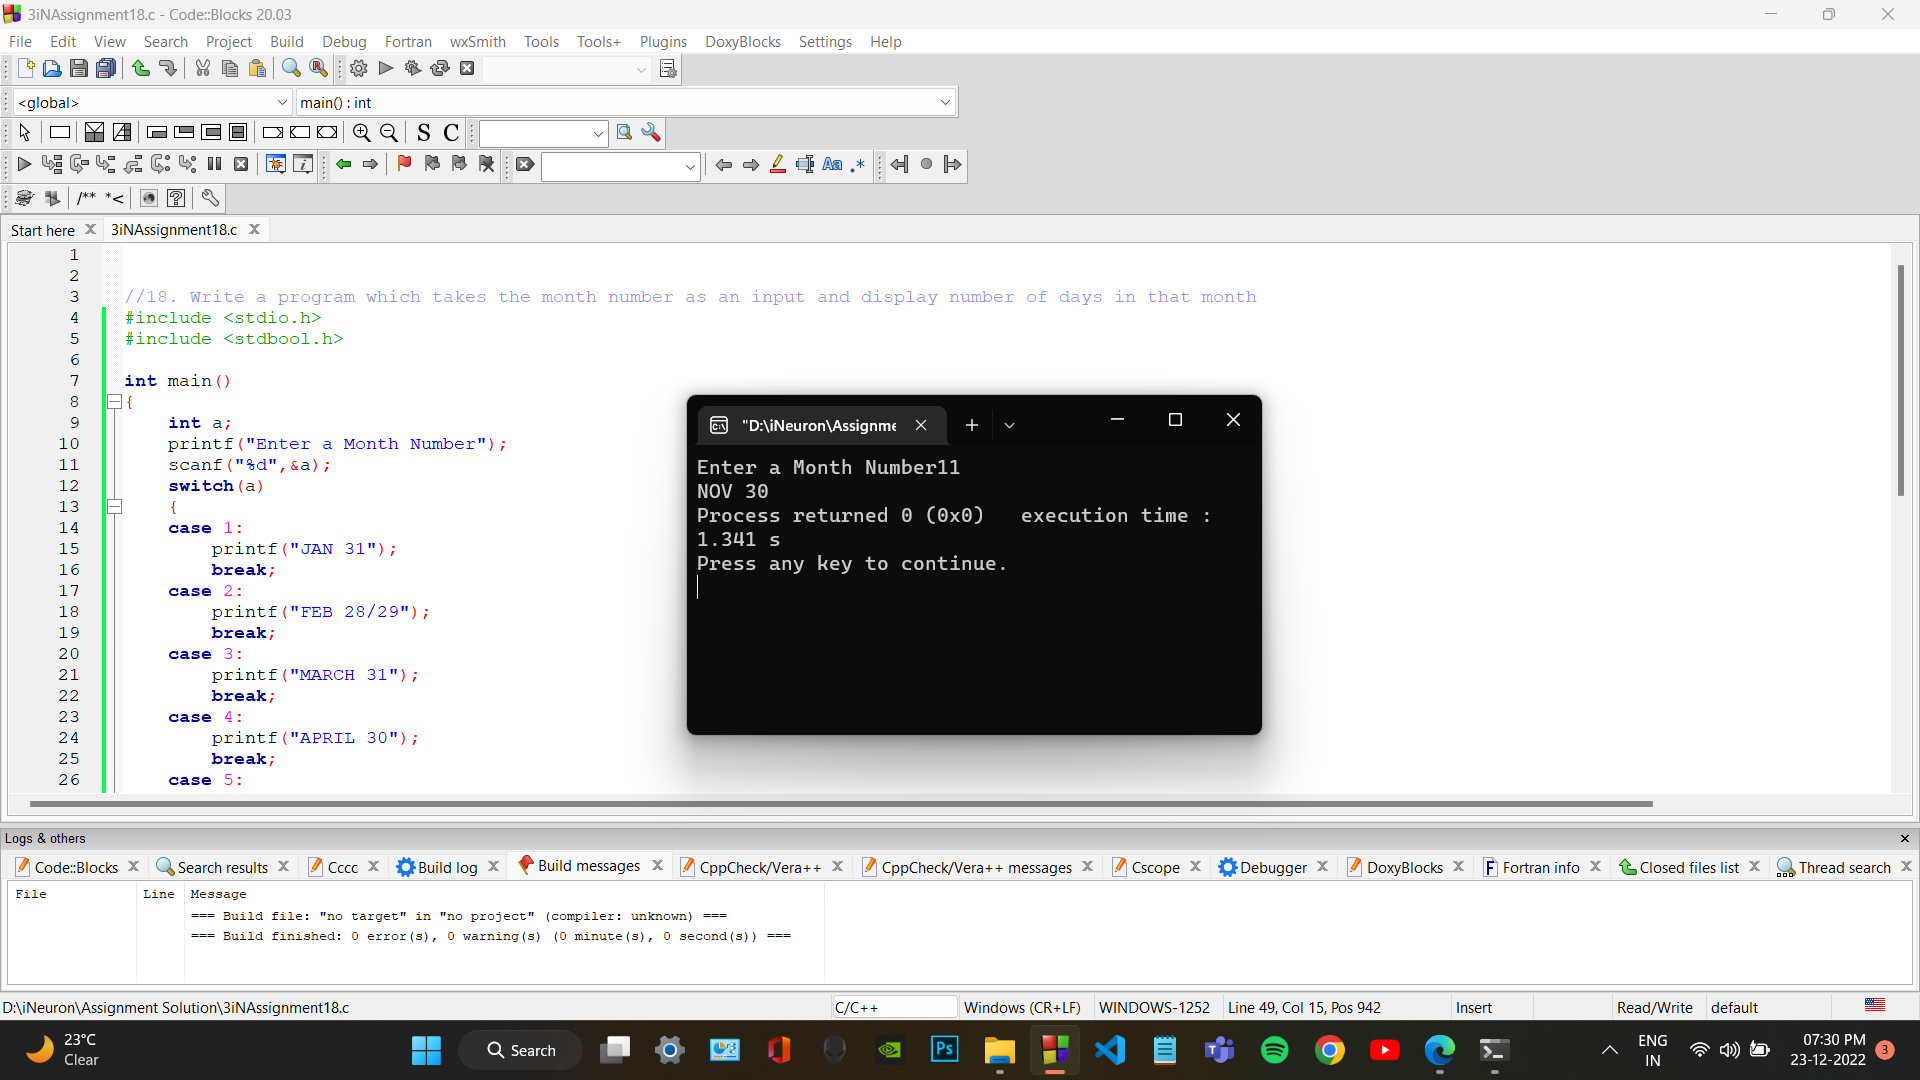 3iNAssignment18.c - Code::Blocks 20.03
File Edit View Search Project Build Debug Fortran wxSmith Tools Tools+ Plugins DoxyBlocks Settings Help
<global> main() : int
S C
Aa .*
/** *<
Start here 3iNAssignment18.c
1
2
3 //18. Write a program which takes the month number as an input and display number of days in that month
4 #include <stdio.h>
5 #include <stdbool.h>
6
7 int main()
8 {
9 int a;
10 printf("Enter a Month Number");
11 scanf("%d",&a);
12 switch(a)
13 {
14 case 1:
15 printf("JAN 31");
16 break;
17 case 2:
18 printf("FEB 28/29");
19 break;
20 case 3:
21 printf("MARCH 31");
22 break;
23 case 4:
24 printf("APRIL 30");
25 break;
26 case 5:
"D:\iNeuron\Assignme
Enter a Month Number11
NOV 30
Process returned 0 (0x0) execution time :
1.341 s
Press any key to continue.
Logs & others
Code::Blocks Search results Cccc Build log Build messages CppCheck/Vera++ CppCheck/Vera++ messages Cscope Debugger DoxyBlocks Fortran info Closed files list Thread search
File Line Message
=== Build file: "no target" in "no project" (compiler: unknown) ===
=== Build finished: 0 error(s), 0 warning(s) (0 minute(s), 0 second(s)) ===
D:\iNeuron\Assignment Solution\3iNAssignment18.c C/C++ Windows (CR+LF) WINDOWS-1252 Line 49, Col 15, Pos 942 Insert Read/Write default
23°C
Clear
Search
Ps
ENG
IN
07:30 PM
23-12-2022
3